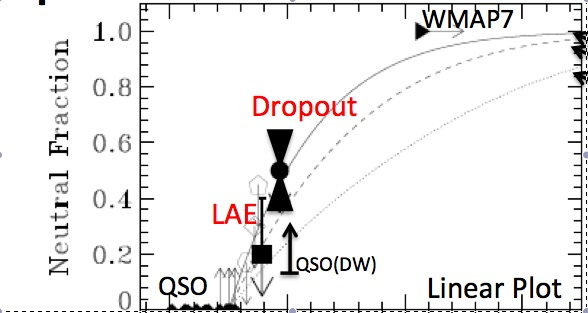 WMAP7
1.0
Dropout
0.8
Neutral Fraction
0.6
0.4
LAE
0.2
QSO(DW)
QSO
Linear Plot
0